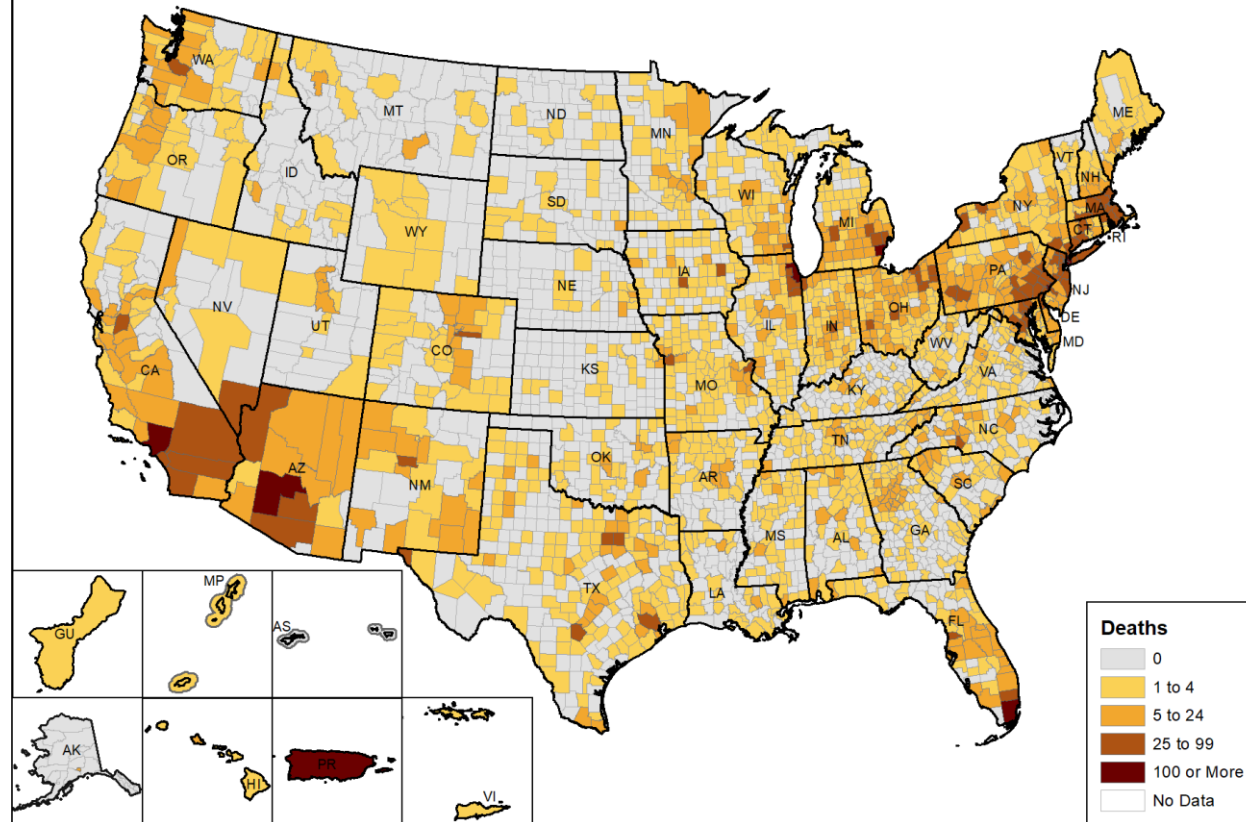 WA
MT
ND
MN
ME
OR
ID
SD
WI
VT
NH
NY
MA
CT
RI
WY
MI
IA
PA
NJ
NE
NV
UT
CO
IL
IN
OH
DE
MD
WV
VA
CA
KS
MO
KY
AZ
NM
OK
AR
TN
NC
SC
MS
AL
GA
TX
LA
FL
GU
MP
AS
AK
HI
PR
VI
Deaths
0
1 to 4
5 to 24
25 to 99
100 or More
No Data